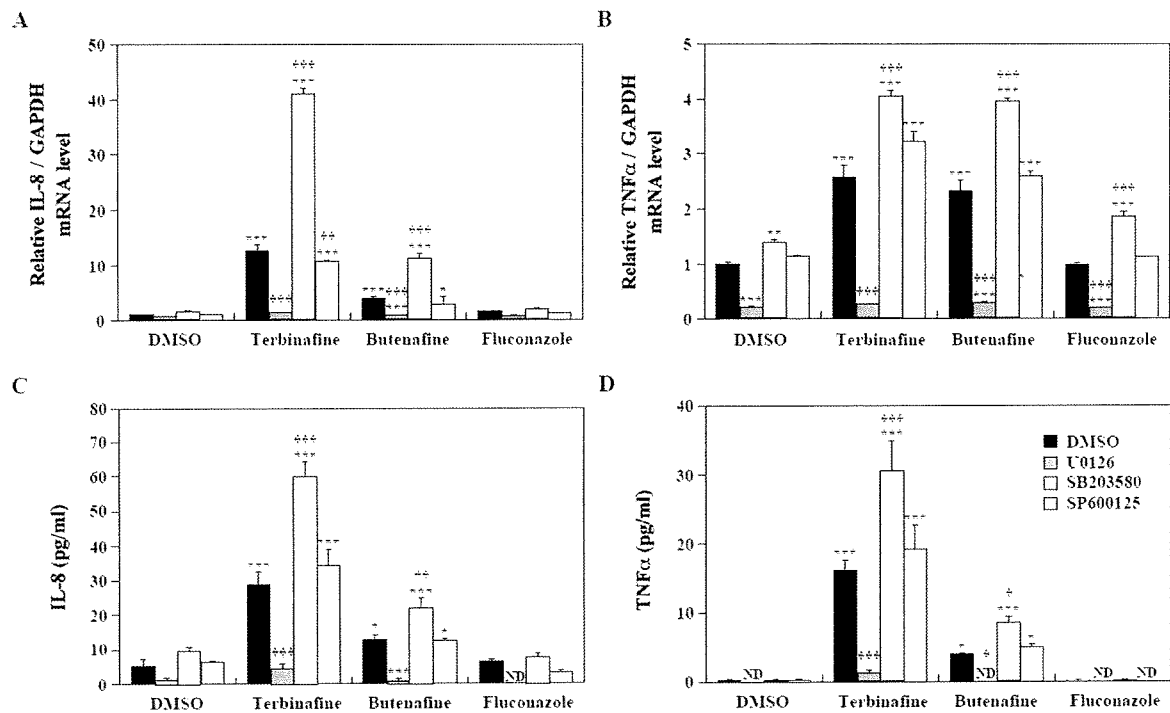 A
Relative IL-8 / GAPDH
mRNA level
50
40
30
20
10
0
DMSO Terbinafine Butenafine Fluconazole
B
Relative TNFα / GAPDH
mRNA level
5
4
3
2
1
0
DMSO Terbinafine Butenafine Fluconazole
C
IL-8 (pg/ml)
80
70
60
50
40
30
20
10
0
ND
DMSO Terbinafine Butenafine Fluconazole
D
TNFα (pg/ml)
40
30
20
10
0
DMSO
U0126
SB203580
SP600125
ND ND ND ND
DMSO Terbinafine Butenafine Fluconazole